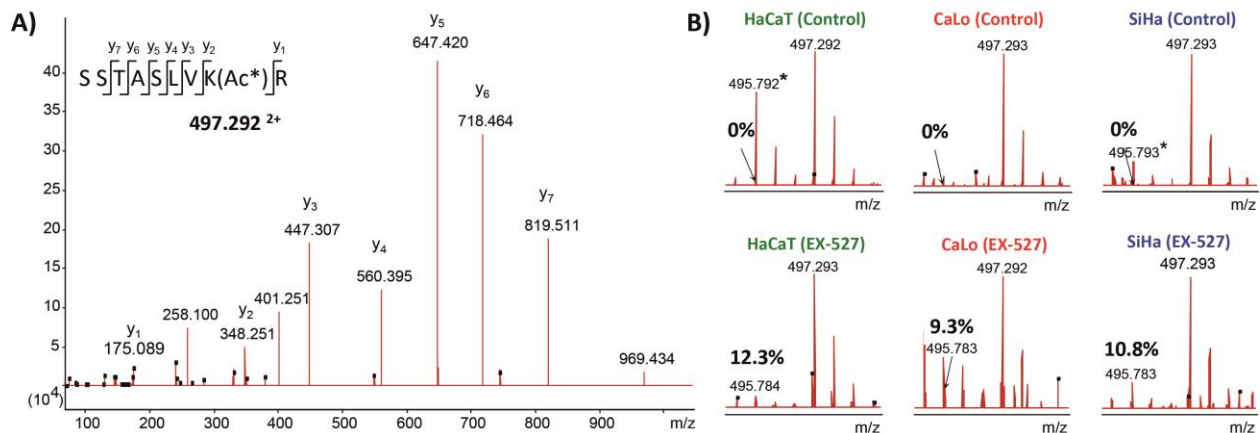 A)
y7 y6 y5 y4 y3 y2 y1
S S T A S L V K(Ac*) R
497.292 2+
40
35
30
25
20
15
10
5
(10⁴)
y1
175.089
258.100
y2
348.251
401.251
y3
447.307
y4
560.395
y5
647.420
y6
718.464
y7
819.511
969.434
100 200 300 400 500 600 700 800 900 m/z
B)
HaCaT (Control)
497.292
495.792*
0%
m/z
CaLo (Control)
497.293
0%
m/z
SiHa (Control)
497.293
0%
495.793*
m/z
HaCaT (EX-527)
497.293
12.3%
495.784
m/z
CaLo (EX-527)
497.292
9.3%
495.783
m/z
SiHa (EX-527)
497.293
10.8%
495.783
m/z